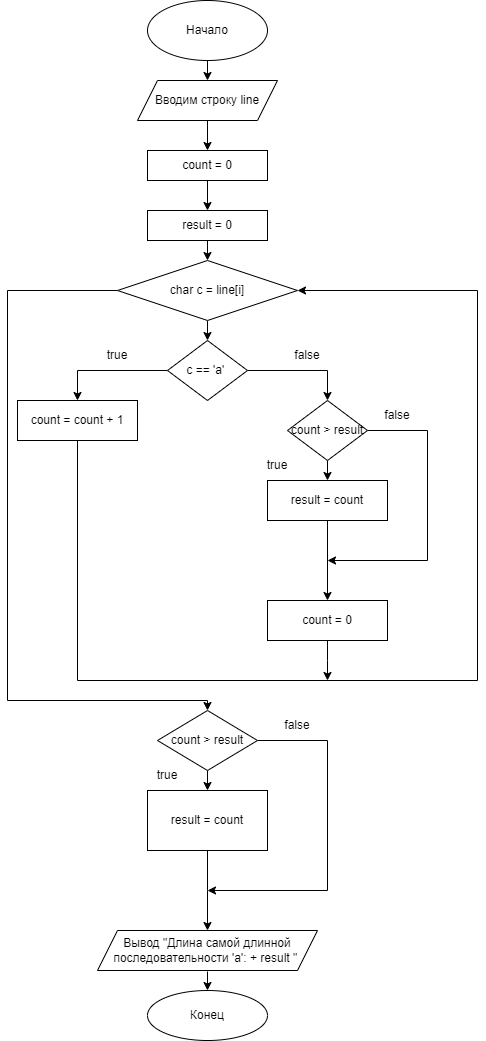 Начало
Вводим строку line
count = 0
result = 0
char c = line[i]
true
c == 'a'
false
count = count + 1
count > result
false
true
result = count
count = 0
count > result
false
true
result = count
Вывод "Длина самой длинной
последовательности 'a': + result "
Конец